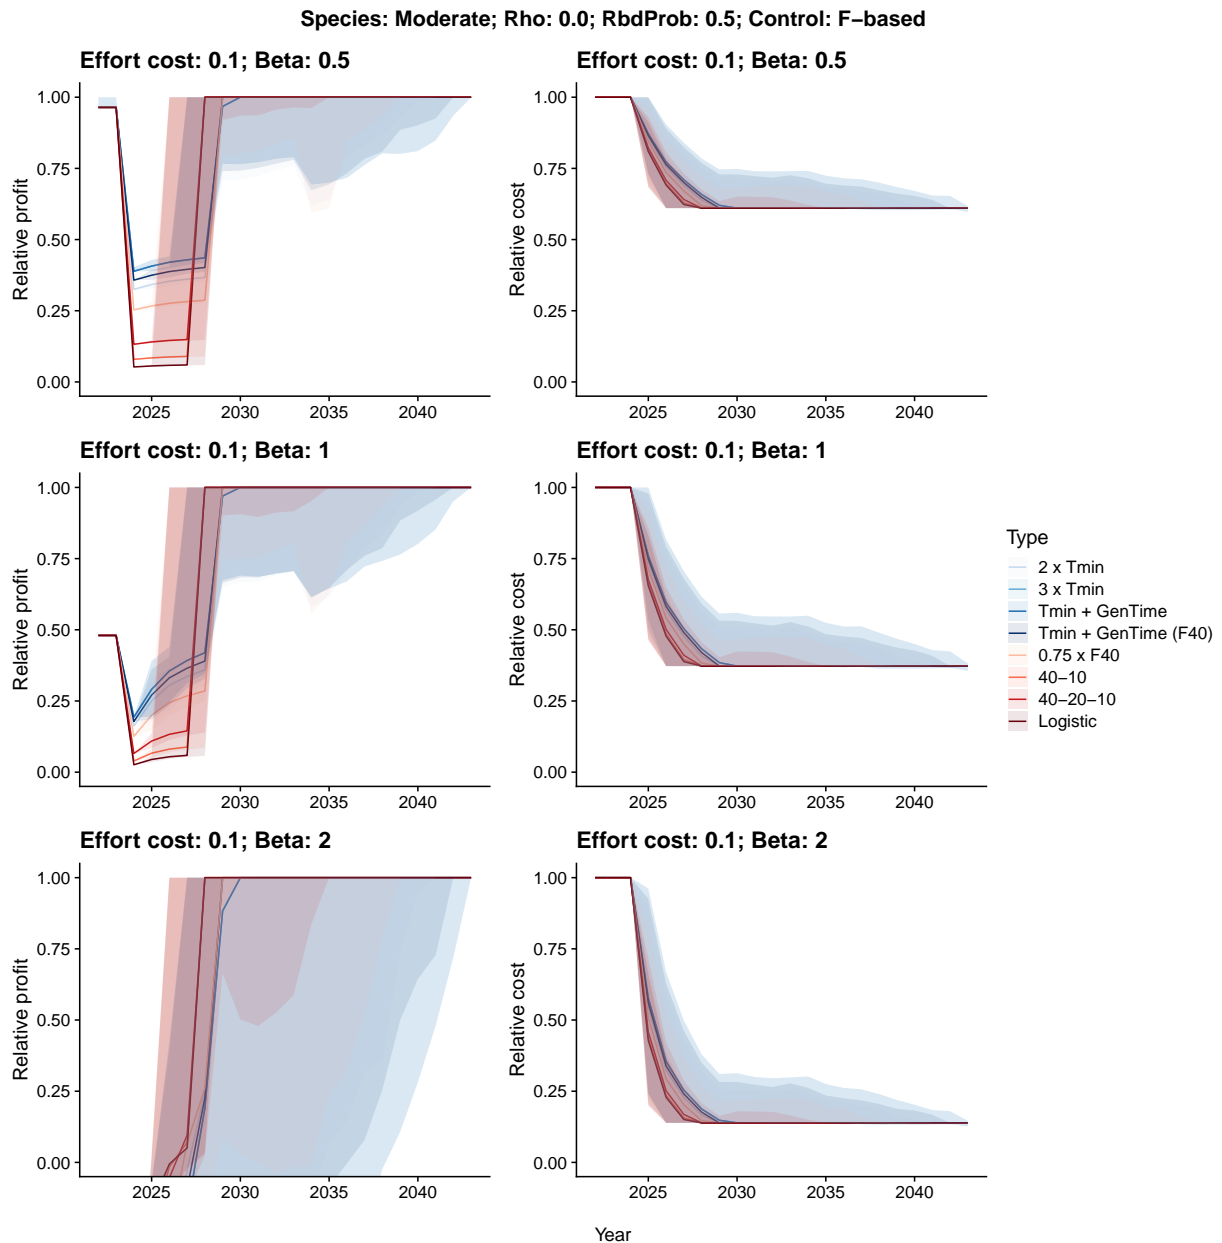 Species: Moderate; Rho: 0.0; RbdProb: 0.5; Control: F−based
Effort cost: 0.1; Beta: 0.5
Relative profit
1.00
0.75
0.50
0.25
0.00
2025 2030 2035 2040
Effort cost: 0.1; Beta: 0.5
Relative cost
1.00
0.75
0.50
0.25
0.00
2025 2030 2035 2040
Effort cost: 0.1; Beta: 1
Relative profit
1.00
0.75
0.50
0.25
0.00
2025 2030 2035 2040
Effort cost: 0.1; Beta: 1
Relative cost
1.00
0.75
0.50
0.25
0.00
2025 2030 2035 2040
Type
2 x Tmin
3 x Tmin
Tmin + GenTime
Tmin + GenTime (F40)
0.75 x F40
40−10
40−20−10
Logistic
Effort cost: 0.1; Beta: 2
Relative profit
1.00
0.75
0.50
0.25
0.00
2025 2030 2035 2040
Effort cost: 0.1; Beta: 2
Relative cost
1.00
0.75
0.50
0.25
0.00
2025 2030 2035 2040
Year